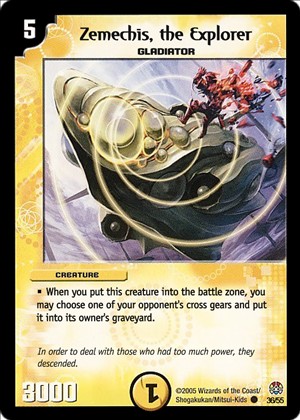 5
Zemechis, the Explorer
GLADIATOR
CREATURE
▪ When you put this creature into the battle zone, you
may choose one of your opponent's cross gears and put
it into its owner's graveyard.
In order to deal with those who had too much power, they
descended.
3000
1
©2005 Wizards of the Coast/
Shogakukan/Mitsui-Kids
36/55